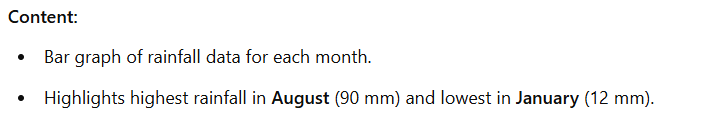 Content:
• Bar graph of rainfall data for each month.
• Highlights highest rainfall in August (90 mm) and lowest in January (12 mm).